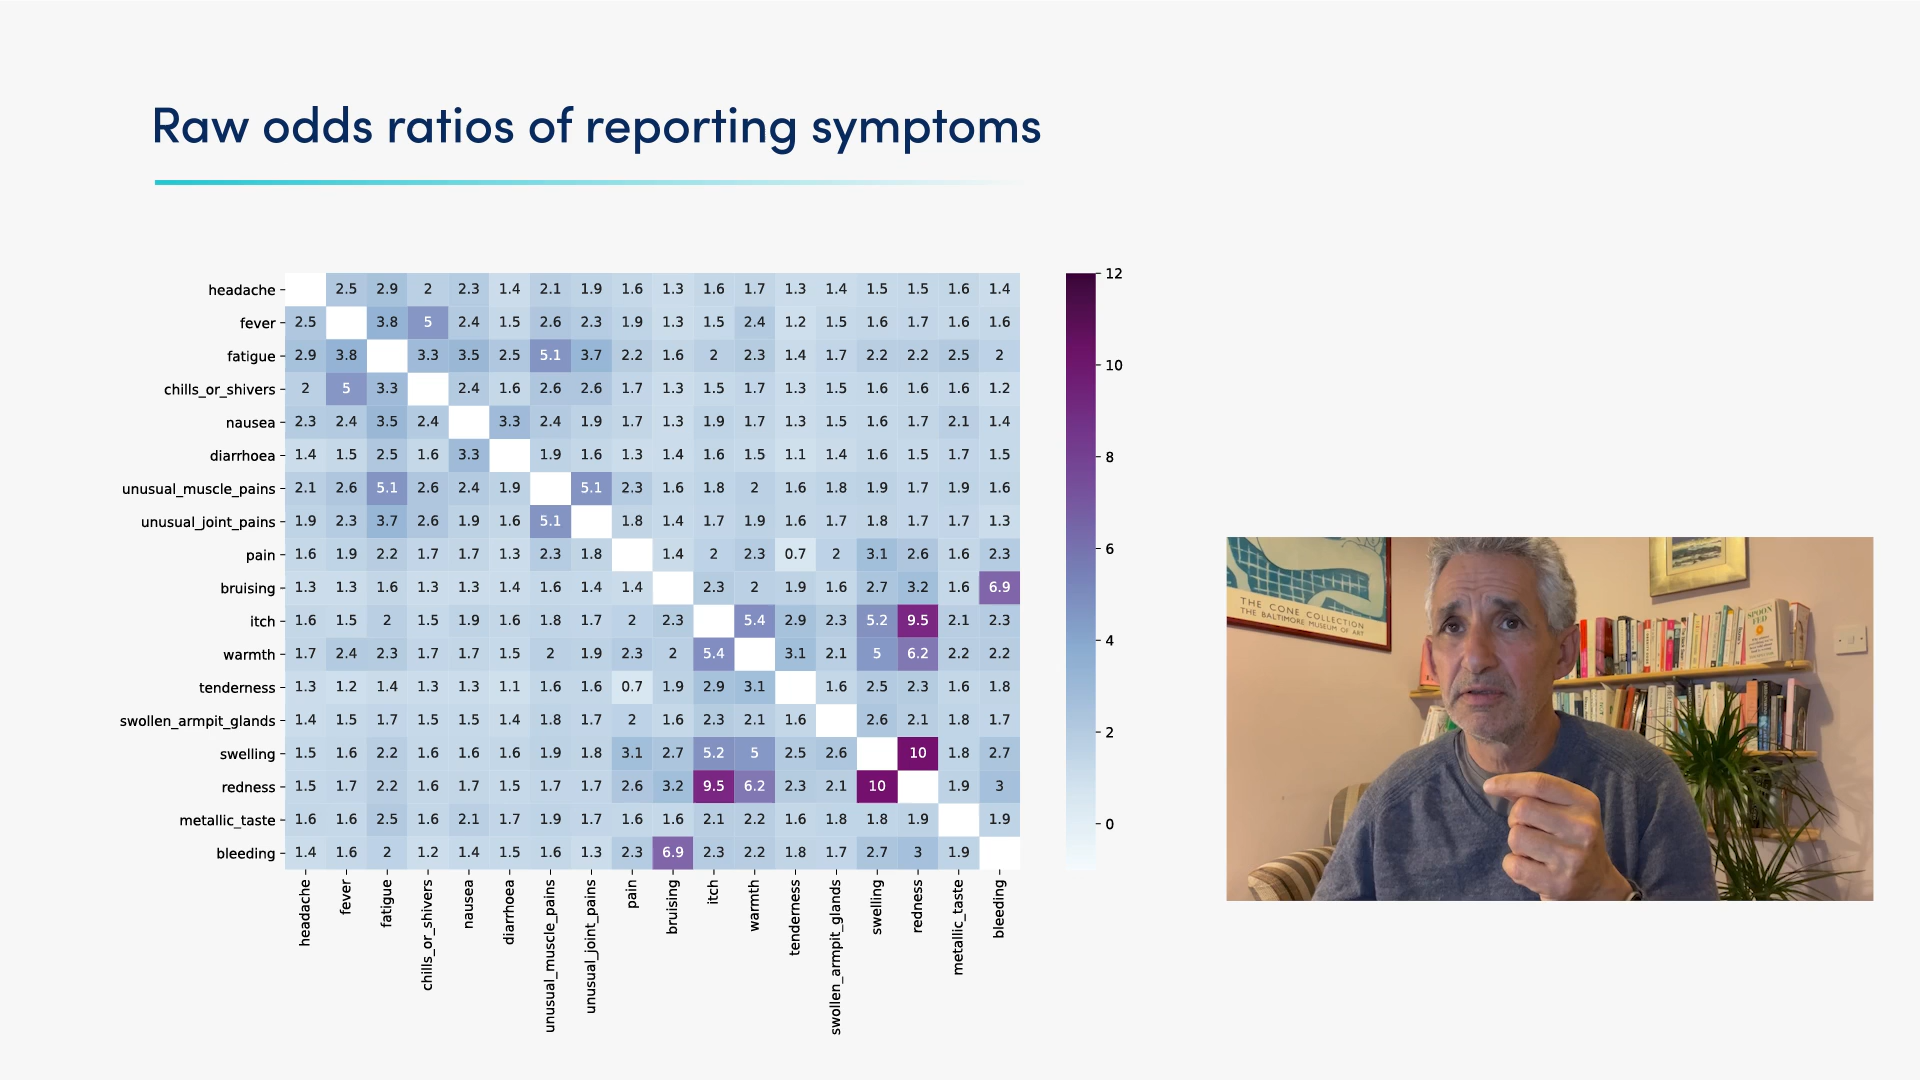 Raw odds ratios of reporting symptoms
headache 2.5 2.9 2 2.3 1.4 2.1 1.9 1.6 1.3 1.6 1.7 1.3 1.4 1.5 1.5 1.6 1.4
fever 2.5 3.8 5 2.4 1.5 2.6 2.3 1.9 1.3 1.5 2.4 1.2 1.5 1.6 1.7 1.6 1.6
fatigue 2.9 3.8 3.3 3.5 2.5 5.1 3.7 2.2 1.6 2 2.3 1.4 1.7 2.2 2.2 2.5 2
chills_or_shivers 2 5 3.3 2.4 1.6 2.6 2.6 1.7 1.3 1.5 1.7 1.3 1.5 1.6 1.6 1.6 1.2
nausea 2.3 2.4 3.5 2.4 3.3 2.4 1.9 1.7 1.3 1.9 1.7 1.3 1.5 1.6 1.7 2.1 1.4
diarrhoea 1.4 1.5 2.5 1.6 3.3 1.9 1.6 1.3 1.4 1.6 1.5 1.1 1.4 1.6 1.5 1.7 1.5
unusual_muscle_pains 2.1 2.6 5.1 2.6 2.4 1.9 5.1 2.3 1.6 1.8 2 1.6 1.8 1.9 1.7 1.9 1.6
unusual_joint_pains 1.9 2.3 3.7 2.6 1.9 1.6 5.1 1.8 1.4 1.7 1.9 1.6 1.7 1.8 1.7 1.7 1.3
pain 1.6 1.9 2.2 1.7 1.7 1.3 2.3 1.8 1.4 2 2.3 0.7 2 3.1 2.6 1.6 2.3
bruising 1.3 1.3 1.6 1.3 1.3 1.4 1.6 1.4 1.4 2.3 2 1.9 1.6 2.7 3.2 1.6 6.9
itch 1.6 1.5 2 1.5 1.9 1.6 1.8 1.7 2 2.3 5.4 2.9 2.3 5.2 9.5 2.1 2.3
warmth 1.7 2.4 2.3 1.7 1.7 1.5 2 1.9 2.3 2 5.4 3.1 2.1 5 6.2 2.2 2.2
tenderness 1.3 1.2 1.4 1.3 1.3 1.1 1.6 1.6 0.7 1.9 2.9 3.1 1.6 2.5 2.3 1.6 1.8
swollen_armpit_glands 1.4 1.5 1.7 1.5 1.5 1.4 1.8 1.7 2 1.6 2.3 2.1 1.6 2.6 2.1 1.8 1.7
swelling 1.5 1.6 2.2 1.6 1.6 1.6 1.9 1.8 3.1 2.7 5.2 5 2.5 2.6 10 1.8 2.7
redness 1.5 1.7 2.2 1.6 1.7 1.5 1.7 1.7 2.6 3.2 9.5 6.2 2.3 2.1 10 1.9 3
metallic_taste 1.6 1.6 2.5 1.6 2.1 1.7 1.9 1.7 1.6 1.6 2.1 2.2 1.6 1.8 1.8 1.9 1.9
bleeding 1.4 1.6 2 1.2 1.4 1.5 1.6 1.3 2.3 6.9 2.3 2.2 1.8 1.7 2.7 3 1.9
headache
fever
fatigue
chills_or_shivers
nausea
diarrhoea
unusual_muscle_pains
unusual_joint_pains
pain
bruising
itch
warmth
tenderness
swollen_armpit_glands
swelling
redness
metallic_taste
bleeding
12
10
8
6
4
2
0
THE CONE COLLECTION
THE BALTIMORE MUSEUM OF ART
SPOON
FED